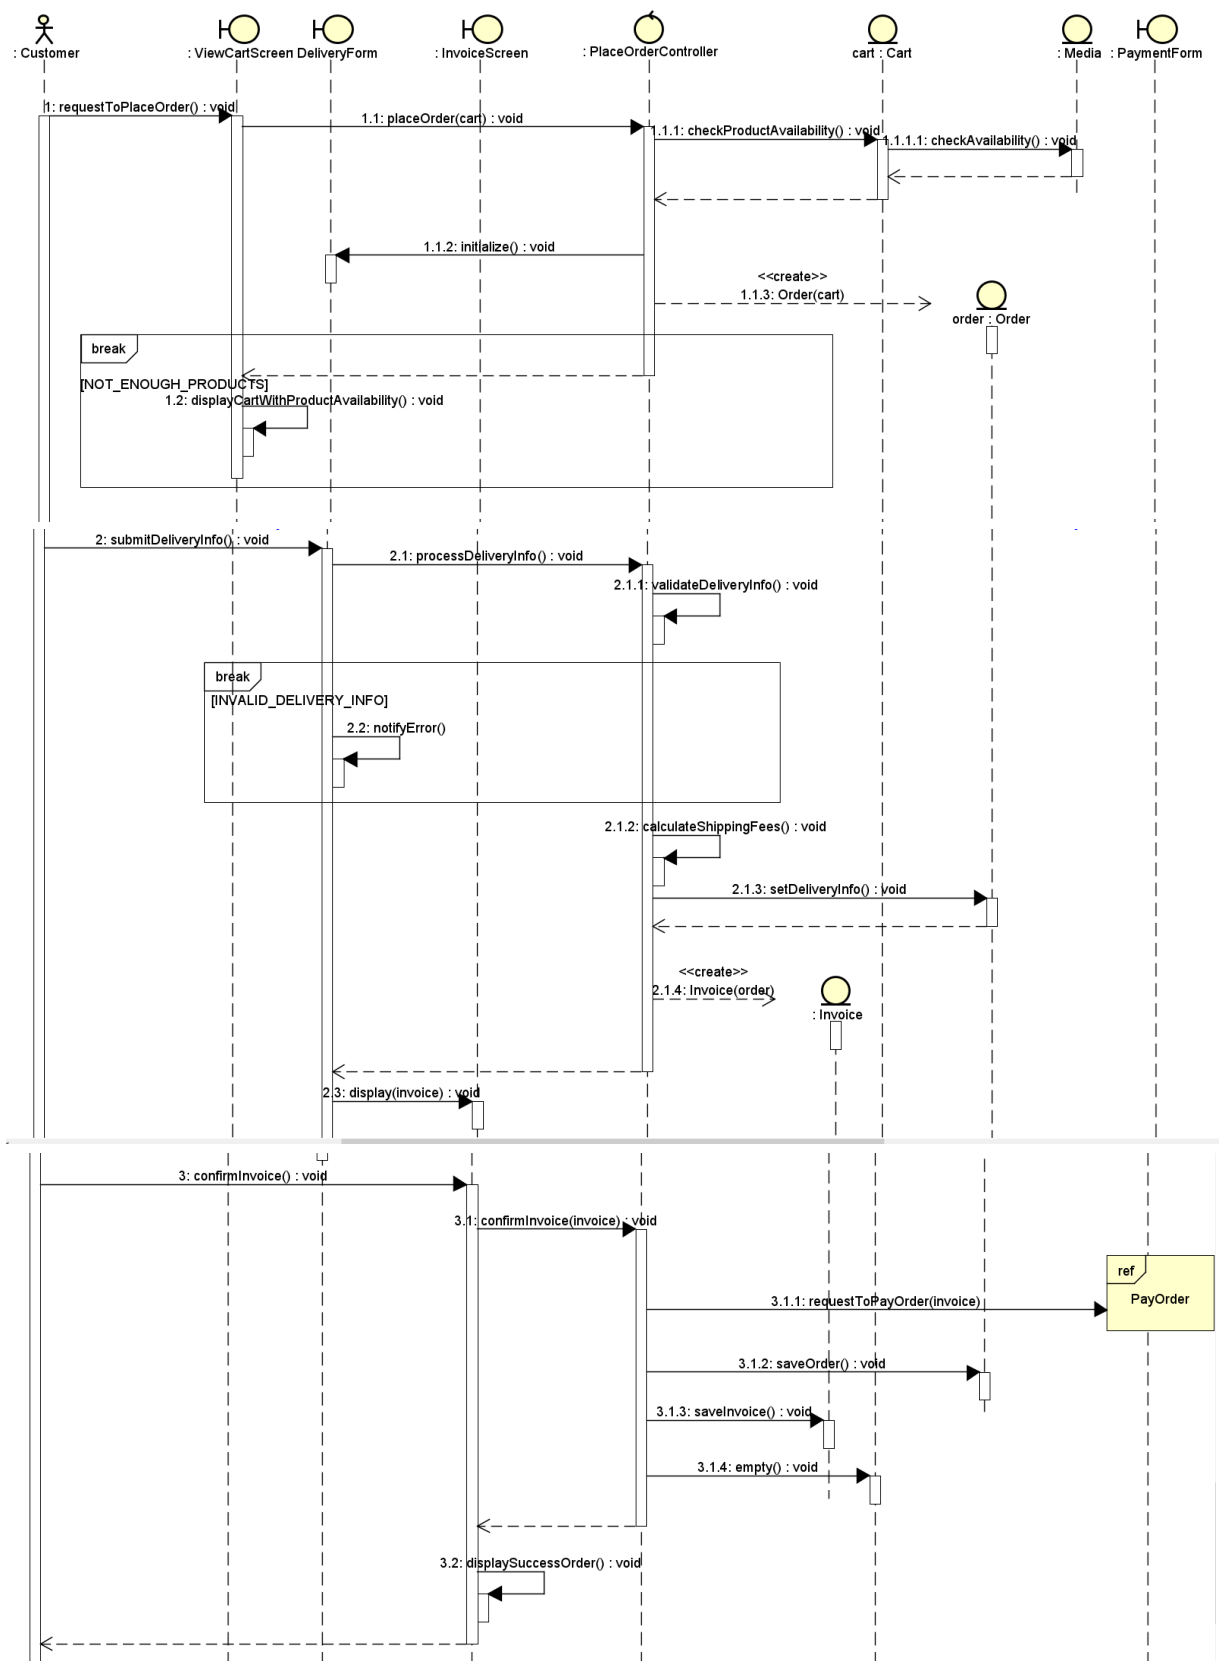 : Customer
: ViewCartScreen
DeliveryForm
: InvoiceScreen
: PlaceOrderController
cart : Cart
: Media
: PaymentForm
1: requestToPlaceOrder() : void
1.1: placeOrder(cart) : void
1.1.1: checkProductAvailability() : void
1.1.1.1: checkAvailability() : void
1.1.2: initialize() : void
<<create>>
1.1.3: Order(cart)
order : Order
break
[NOT_ENOUGH_PRODUCTS]
1.2: displayCartWithProductAvailability() : void
2: submitDeliveryInfo() : void
2.1: processDeliveryInfo() : void
2.1.1: validateDeliveryInfo() : void
break
[INVALID_DELIVERY_INFO]
2.2: notifyError()
2.1.2: calculateShippingFees() : void
2.1.3: setDeliveryInfo() : void
<<create>>
2.1.4: Invoice(order)
: Invoice
2.3: display(invoice) : void
3: confirmInvoice() : void
3.1: confirmInvoice(invoice) : void
ref
PayOrder
3.1.1: requestToPayOrder(invoice)
3.1.2: saveOrder() : void
3.1.3: saveInvoice() : void
3.1.4: empty() : void
3.2: displaySuccessOrder() : void